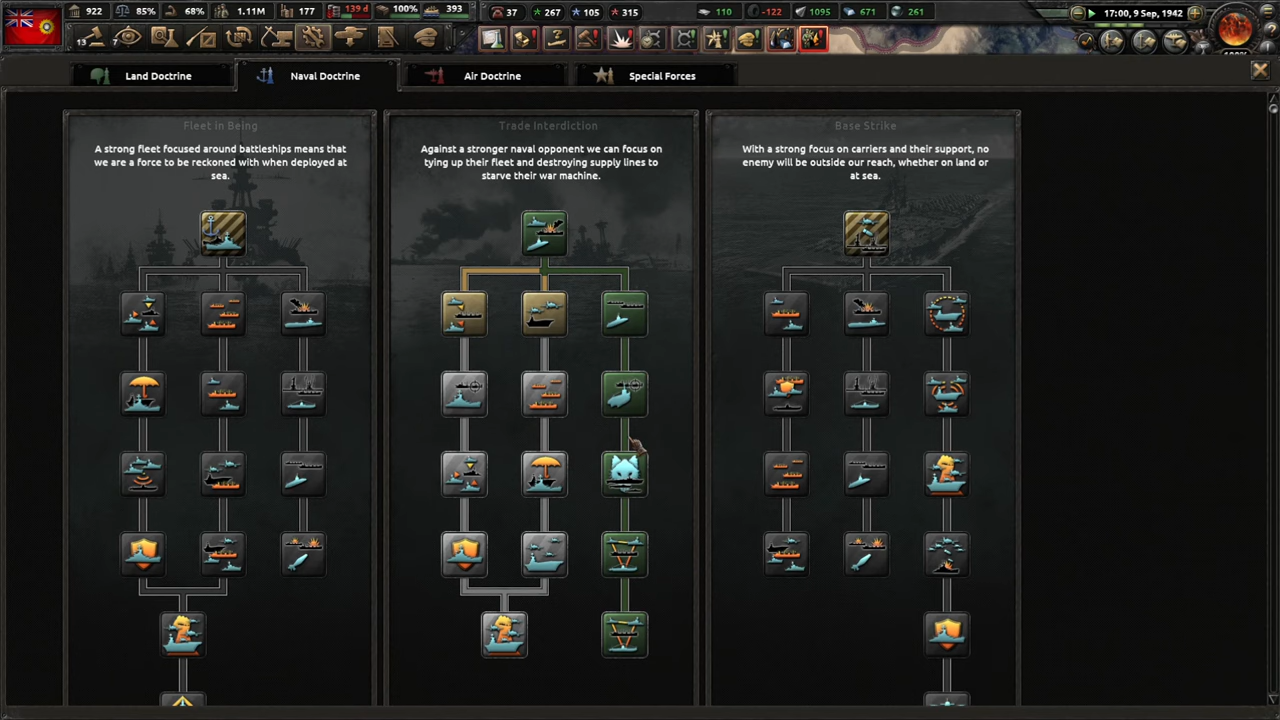 922 85% 68% 1.11M 177 139 d 100% 393 37 267 105 315 110 -122 1095 671 261 17:00, 9 Sep, 1942
13
Land Doctrine Naval Doctrine Air Doctrine Special Forces
Fleet in Being
A strong fleet focused around battleships means that
we are a force to be reckoned with when deployed at
sea.
Trade Interdiction
Against a stronger naval opponent we can focus on
tying up their fleet and destroying supply lines to
starve their war machine.
Base Strike
With a strong focus on carriers and their support, no
enemy will be outside our reach, whether on land or
at sea.